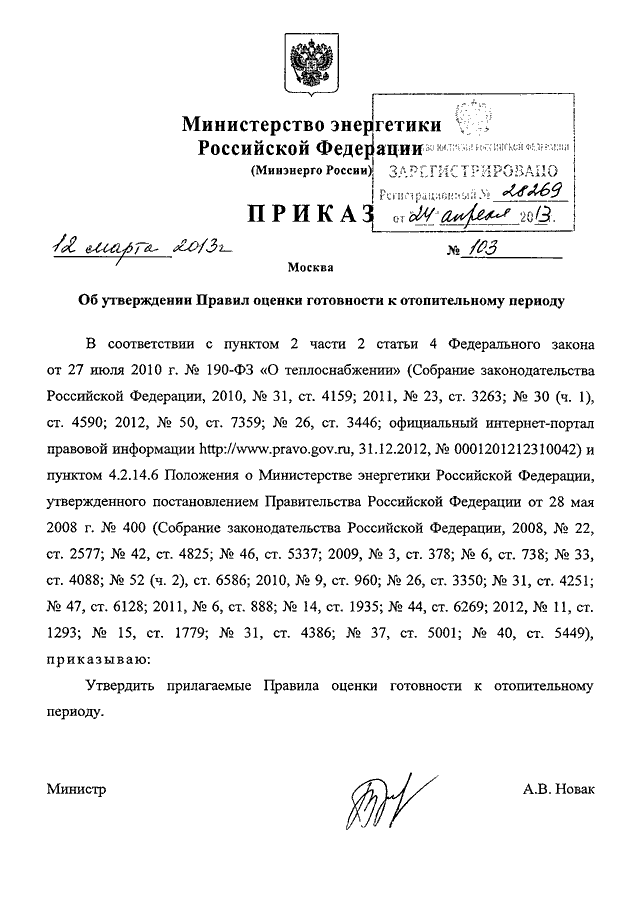 Министерство энергетики
Российской Федерации
(Минэнерго России)
ПРИКАЗ
РОССИЙСКОЙ ФЕДЕРАЦИИ
ЗАРЕГИСТРИРОВАНО
Регистрационный № 28269
от 24 апреля 2013.
12 марта 2013г
№ 103
Москва
Об утверждении Правил оценки готовности к отопительному периоду
В соответствии с пунктом 2 части 2 статьи 4 Федерального закона
от 27 июля 2010 г. № 190-ФЗ «О теплоснабжении» (Собрание законодательства
Российской Федерации, 2010, № 31, ст. 4159; 2011, № 23, ст. 3263; № 30 (ч. 1),
ст. 4590; 2012, № 50, ст. 7359; № 26, ст. 3446; официальный интернет-портал
правовой информации http://www.pravo.gov.ru, 31.12.2012, № 0001201212310042) и
пунктом 4.2.14.6 Положения о Министерстве энергетики Российской Федерации,
утвержденного постановлением Правительства Российской Федерации от 28 мая
2008 г. № 400 (Собрание законодательства Российской Федерации, 2008, № 22,
ст. 2577; № 42, ст. 4825; № 46, ст. 5337; 2009, № 3, ст. 378; № 6, ст. 738; № 33,
ст. 4088; № 52 (ч. 2), ст. 6586; 2010, № 9, ст. 960; № 26, ст. 3350; № 31, ст. 4251;
№ 47, ст. 6128; 2011, № 6, ст. 888; № 14, ст. 1935; № 44, ст. 6269; 2012, № 11, ст.
1293; № 15, ст. 1779; № 31, ст. 4386; № 37, ст. 5001; № 40, ст. 5449),
приказываю:
Утвердить прилагаемые Правила оценки готовности к отопительному
периоду.
Министр
А.В. Новак